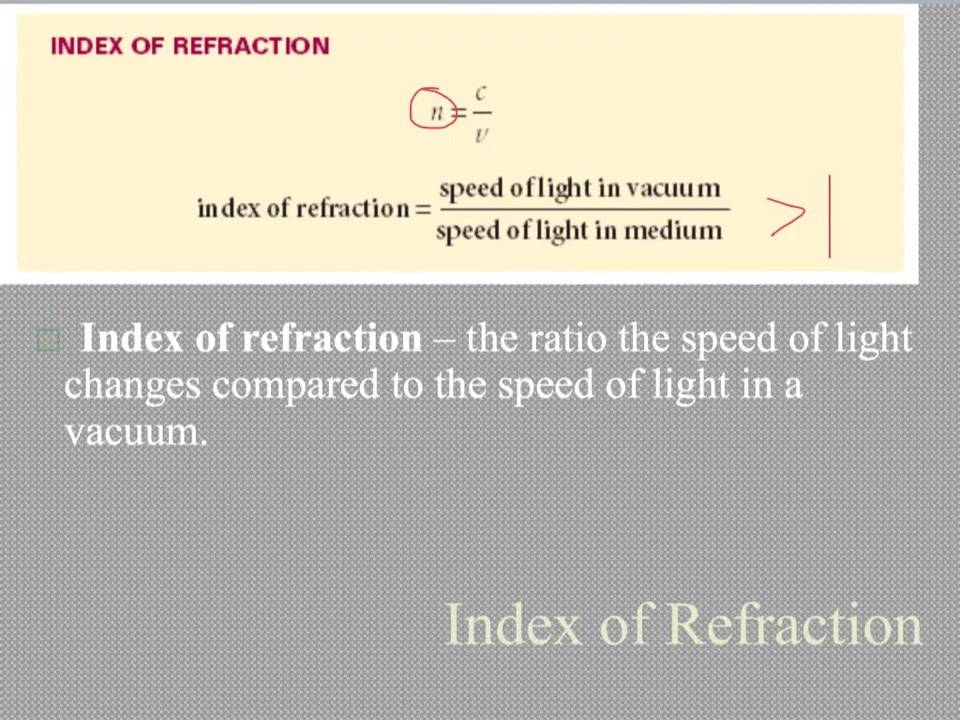 INDEX OF REFRACTION
n = c/v
index of refraction = speed of light in vacuum / speed of light in medium > 1
Index of refraction – the ratio the speed of light
changes compared to the speed of light in a
vacuum.
Index of Refraction